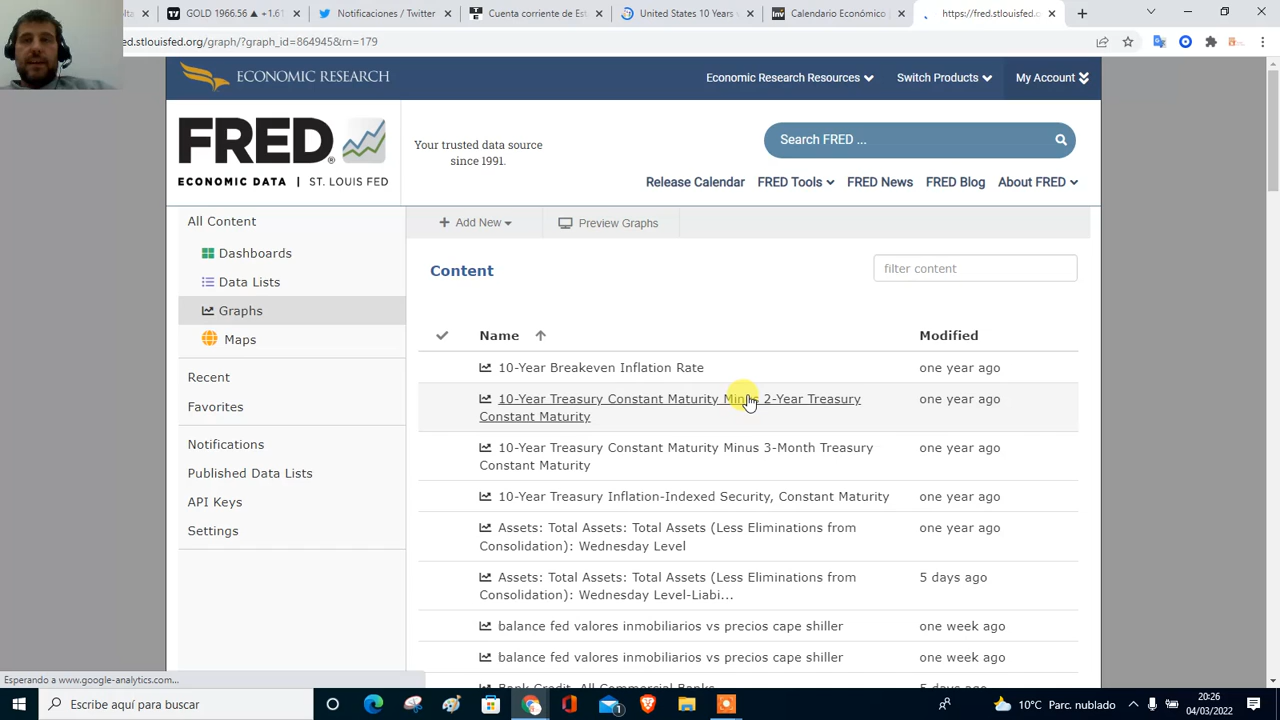 GOLD 1966.56 ▲ +1.61
Notificaciones / Twitter
Cuenta corriente de Est
United States 10 Years v
Calendario Económico
https://fred.stlouisfed.o
ed.stlouisfed.org/graph/?graph_id=864945&rn=179
ECONOMIC RESEARCH
Economic Research Resources
Switch Products
My Account
FRED
ECONOMIC DATA | ST. LOUIS FED
Your trusted data source
since 1991.
Search FRED ...
Release Calendar
FRED Tools
FRED News
FRED Blog
About FRED
All Content
Dashboards
Data Lists
Graphs
Maps
Recent
Favorites
Notifications
Published Data Lists
API Keys
Settings
+ Add New
Preview Graphs
Content
filter content
Name
Modified
10-Year Breakeven Inflation Rate
one year ago
10-Year Treasury Constant Maturity Minus 2-Year Treasury
Constant Maturity
one year ago
10-Year Treasury Constant Maturity Minus 3-Month Treasury
Constant Maturity
one year ago
10-Year Treasury Inflation-Indexed Security, Constant Maturity
one year ago
Assets: Total Assets: Total Assets (Less Eliminations from
Consolidation): Wednesday Level
one year ago
Assets: Total Assets: Total Assets (Less Eliminations from
Consolidation): Wednesday Level-Liabi...
5 days ago
balance fed valores inmobiliarios vs precios cape shiller
one week ago
balance fed valores inmobiliarios vs precios cape shiller
one week ago
Bank Credit, All Commercial Banks
5 days ago
Esperando a www.google-analytics.com...
Escribe aquí para buscar
1
10°C Parc. nublado
20:26
04/03/2022